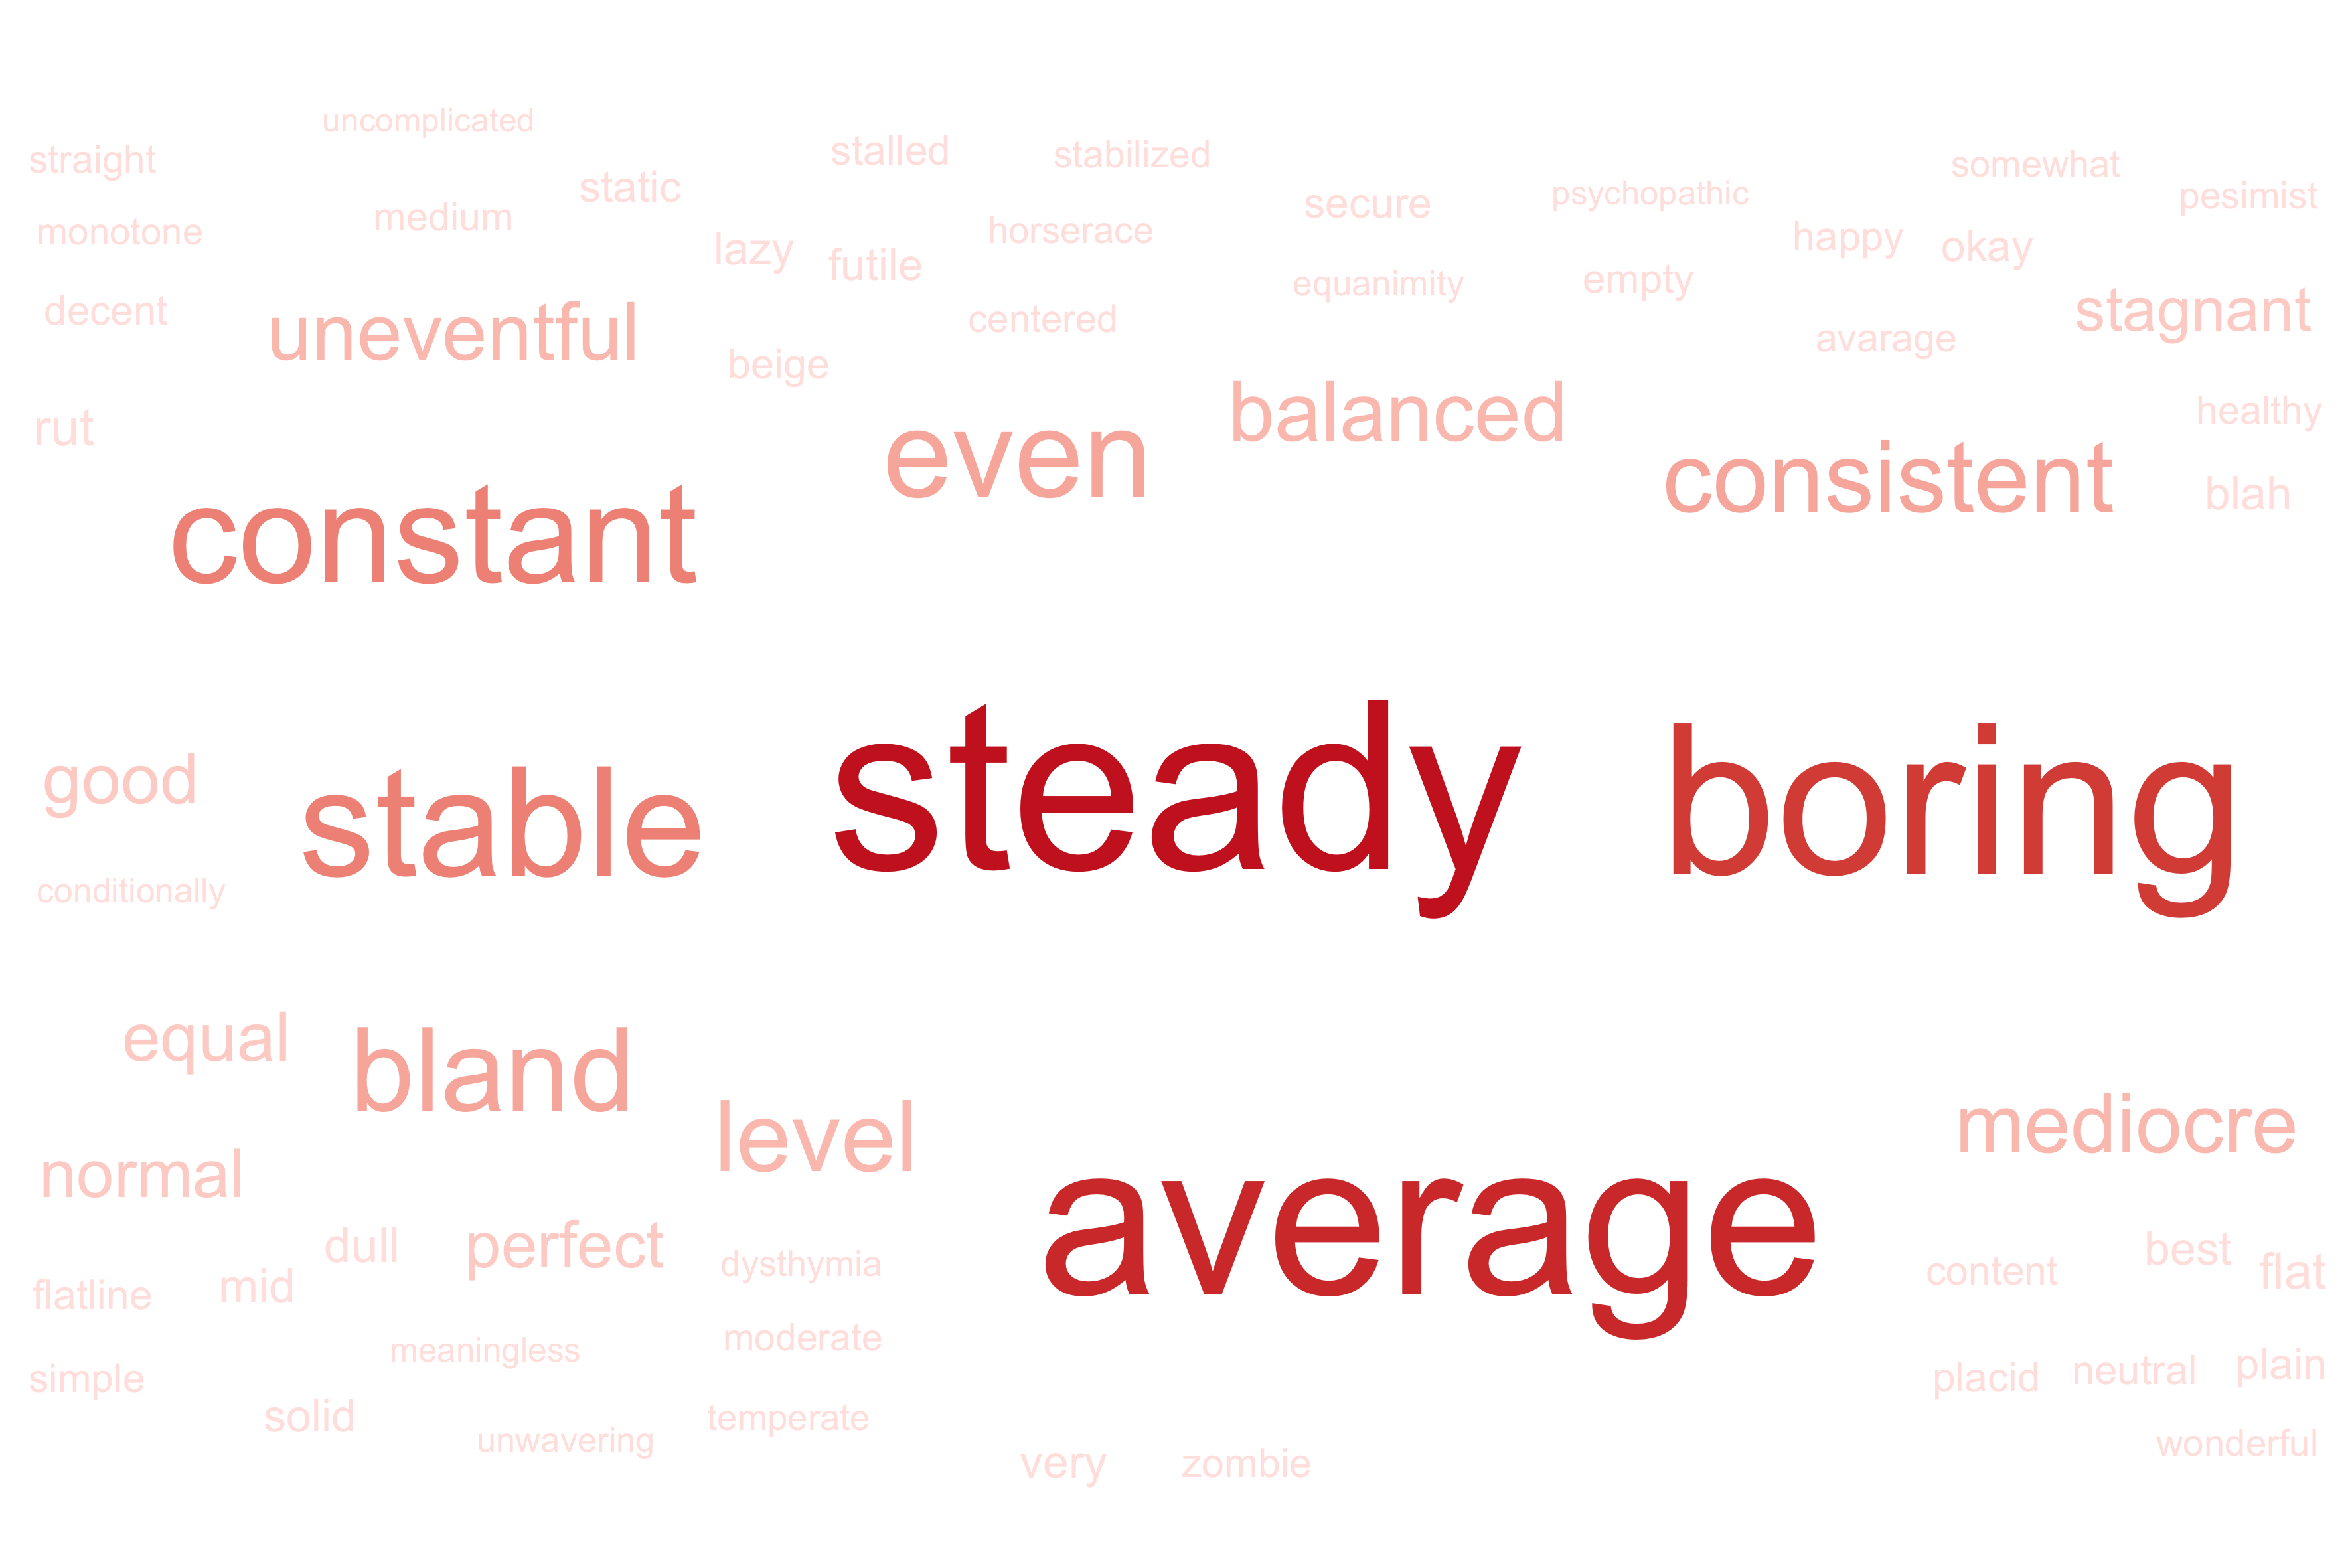 uncomplicated
straight
stalled
stabilized
somewhat
static
psychopathic
pesimist
medium
secure
monotone
horserace
happy
okay
lazy
futile
equanimity
empty
decent
uneventful
centered
stagnant
beige
avarage
rut
even
balanced
healthy
consistent
blah
constant
good
stable
steady
boring
conditionally
equal
bland
level
mediocre
normal
average
dull
perfect
dysthymia
best
flatline
mid
content
flat
meaningless
moderate
simple
placid
neutral
plain
solid
temperate
unwavering
wonderful
very
zombie